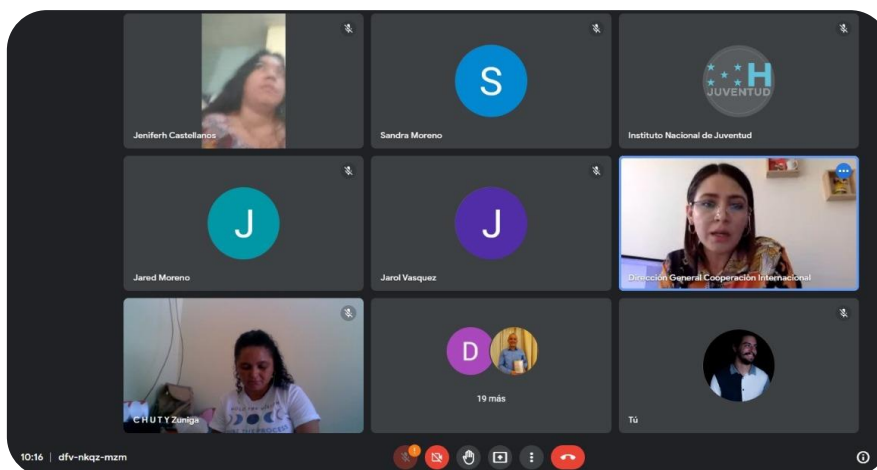 Jeniferh Castellanos
S
Sandra Moreno
H
JUVENTUD
Instituto Nacional de Juventud
J
Jared Moreno
J
Jarol Vasquez
Dirección General Cooperación Internacional
CHUTY Zuniga
D
19 más
Tú
10:16 | dfv-nkqz-mzm